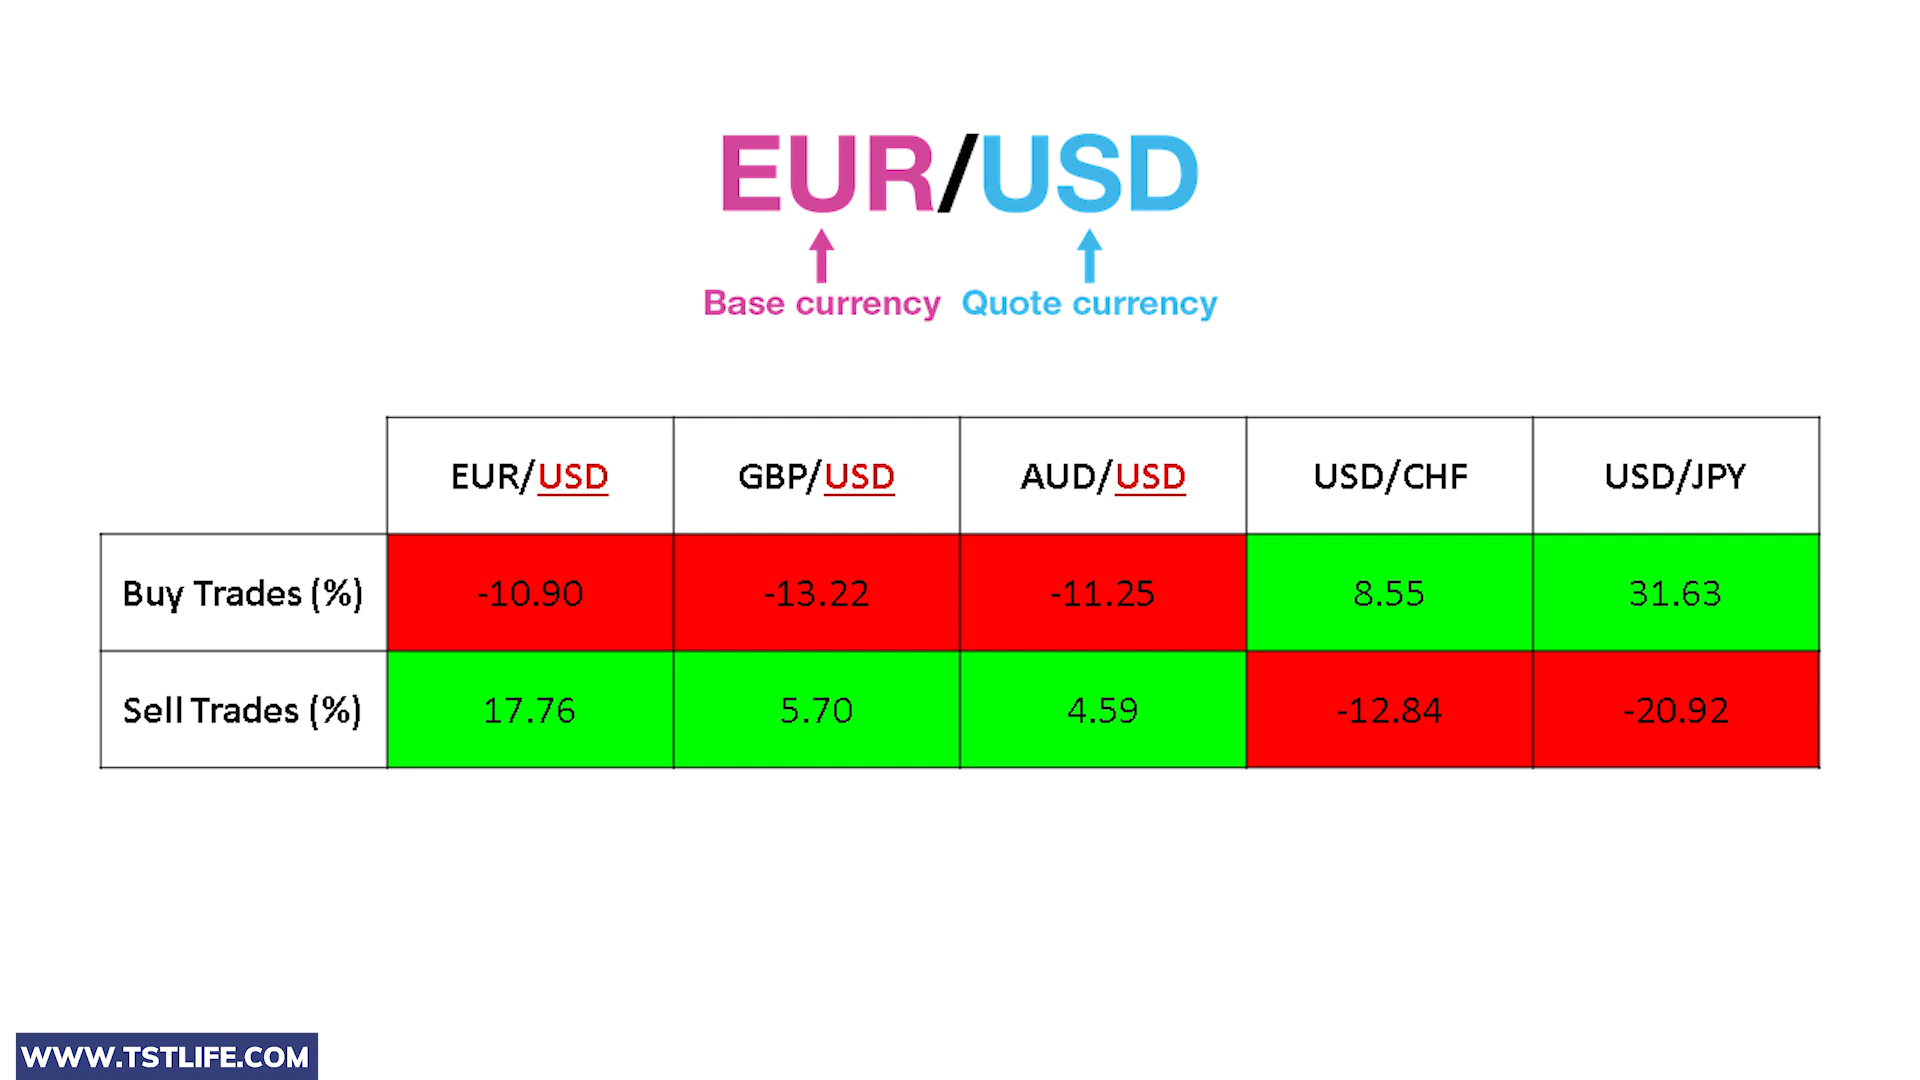 EUR/USD
Base currency Quote currency
EUR/USD GBP/USD AUD/USD USD/CHF USD/JPY
Buy Trades (%) -10.90 -13.22 -11.25 8.55 31.63
Sell Trades (%) 17.76 5.70 4.59 -12.84 -20.92
WWW.TSTLIFE.COM